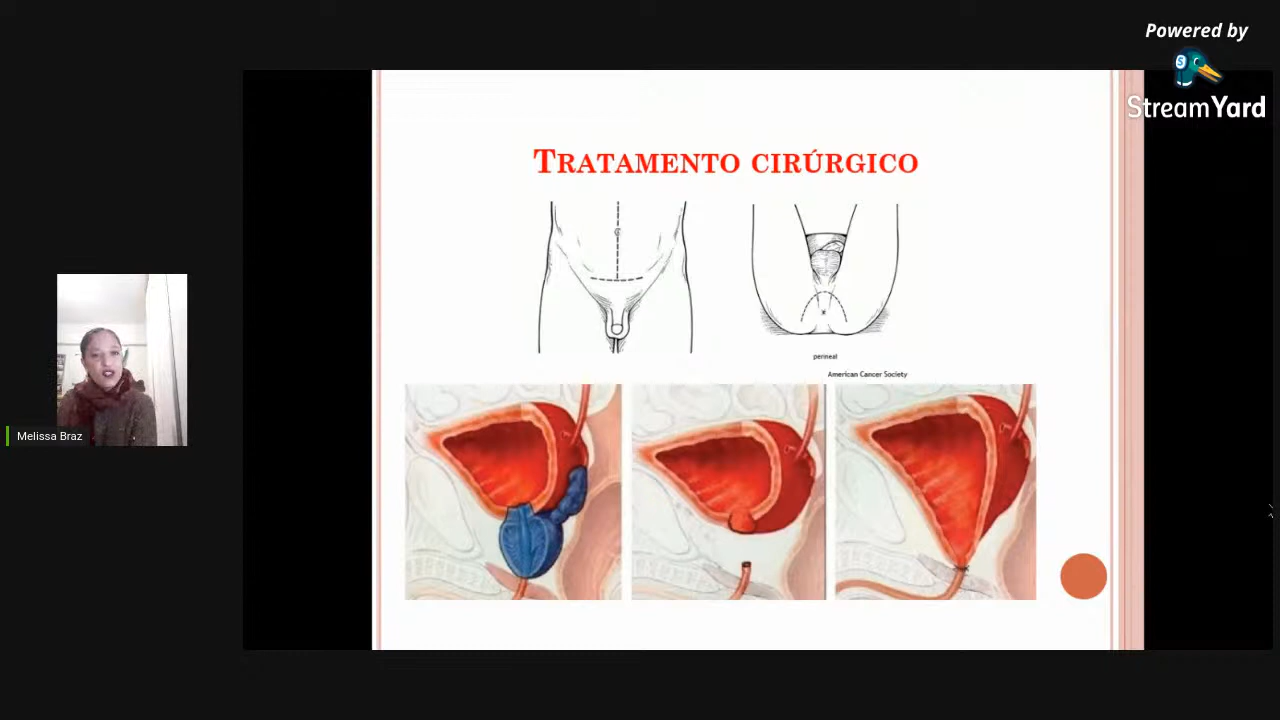 Powered by
StreamYard
TRATAMENTO CIRÚRGICO
perineal
American Cancer Society
Melissa Braz